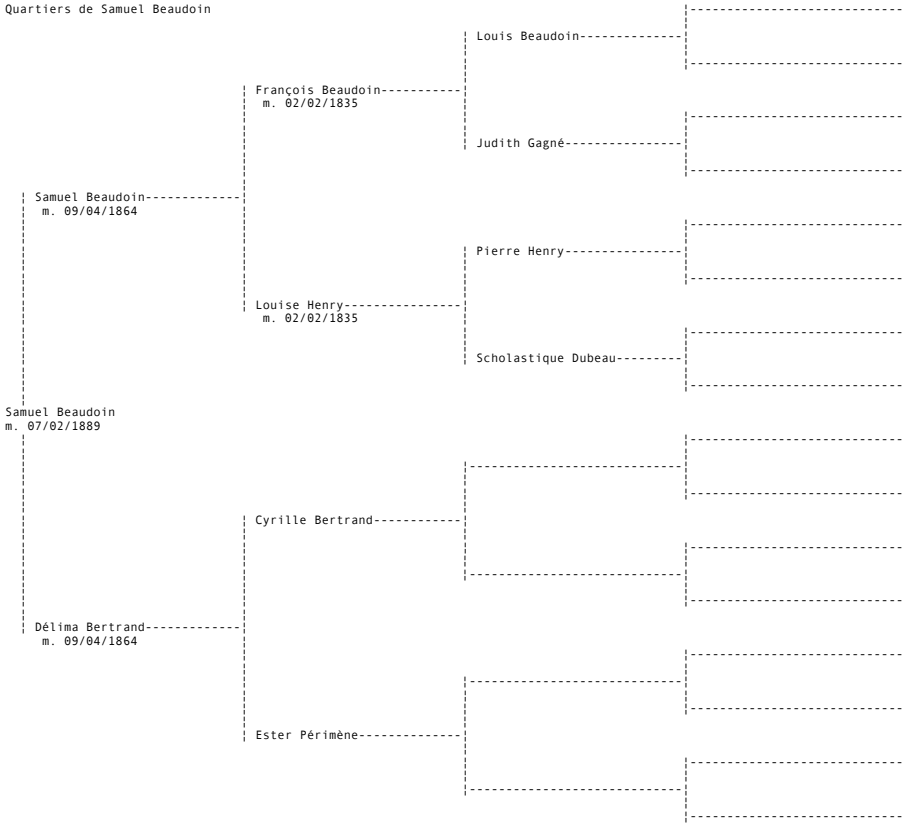 Quartiers de Samuel Beaudoin
Louis Beaudoin
François Beaudoin
m. 02/02/1835
Judith Gagné
Samuel Beaudoin
m. 09/04/1864
Pierre Henry
Louise Henry
m. 02/02/1835
Scholastique Dubeau
Samuel Beaudoin
m. 07/02/1889
Cyrille Bertrand
Délima Bertrand
m. 09/04/1864
Ester Périmène